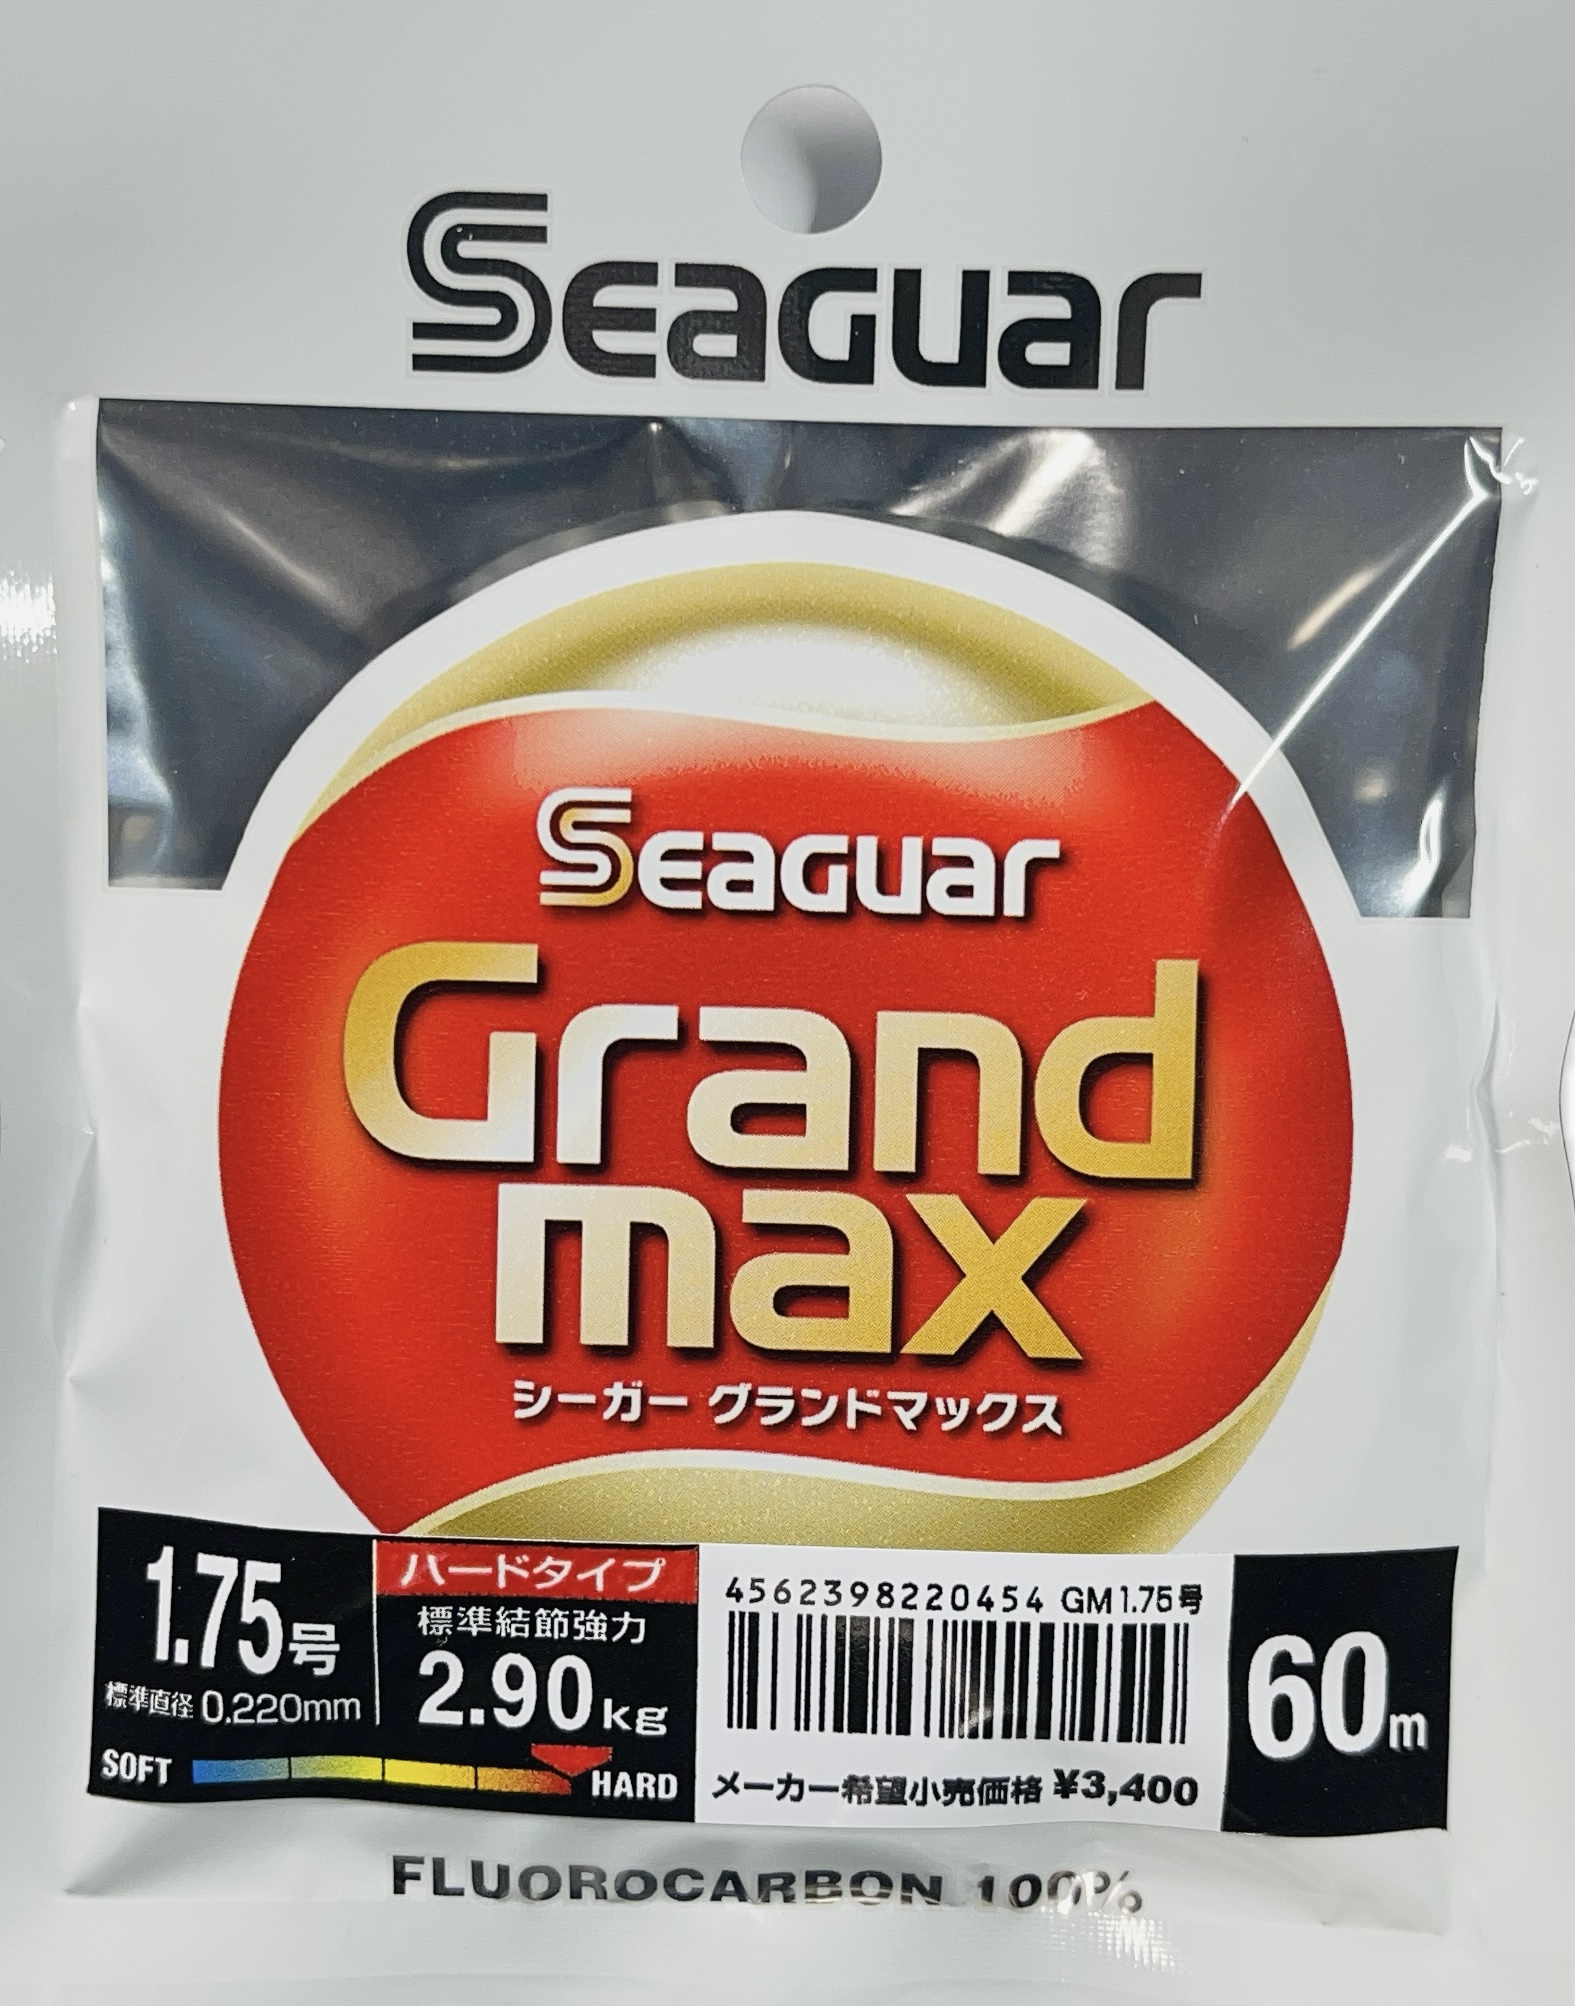 Seaguar
Seaguar
Grand
max
シーガー グランドマックス
1.75号
標準直径 0.220mm
ハードタイプ
標準結節強力
2.90kg
SOFT HARD
4562398220454 GM1.75号
メーカー希望小売価格 ¥3,400
60m
FLUOROCARBON 100%